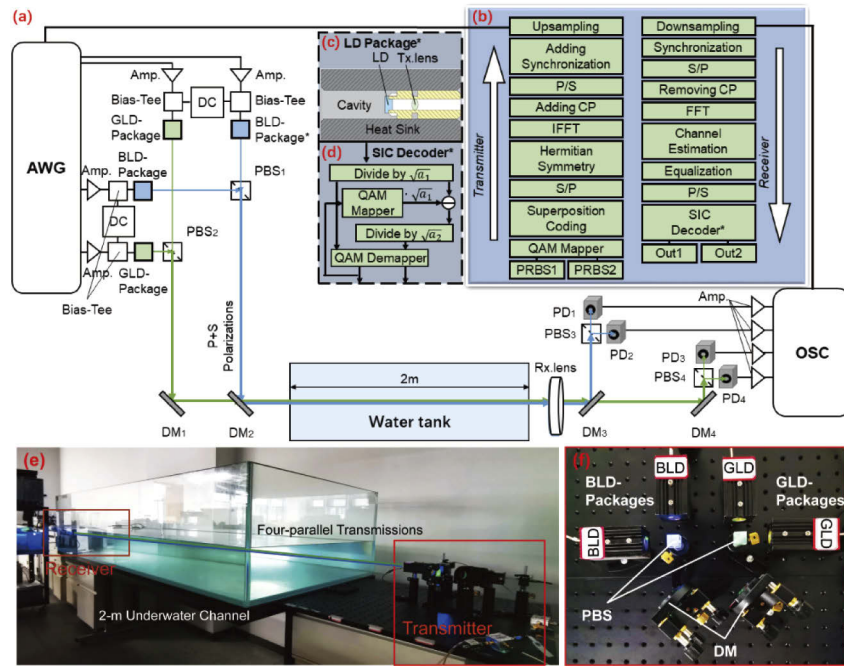 (a)
AWG
Amp.
Amp.
Bias-Tee
DC
Bias-Tee
GLD-
Package
BLD-
Package*
Amp.
BLD-
Package
PBS1
DC
PBS2
Amp.
GLD-
Package
Bias-Tee
P+S
Polarizations
(c)
LD Package*
LD Tx.lens
Cavity
Heat Sink
(d)
SIC Decoder*
Divide by √a1
QAM
Mapper
· √a1
Divide by √a2
QAM Demapper
(b)
Transmitter
Upsampling
Adding
Synchronization
P/S
Adding CP
IFFT
Hermitian
Symmetry
S/P
Superposition
Coding
QAM Mapper
PRBS1 PRBS2
Downsampling
Synchronization
S/P
Removing CP
FFT
Channel
Estimation
Equalization
P/S
SIC
Decoder*
Out1 Out2
Receiver
2m
Water tank
DM1
DM2
Rx.lens
DM3
DM4
PD1
PBS3
PD2
PD3
PBS4
PD4
Amp.
OSC
(e)
Four-parallel Transmissions
Receiver
2-m Underwater Channel
Transmitter
(f)
BLD
GLD
BLD-
Packages
GLD-
Packages
BLD
GLD
PBS
DM